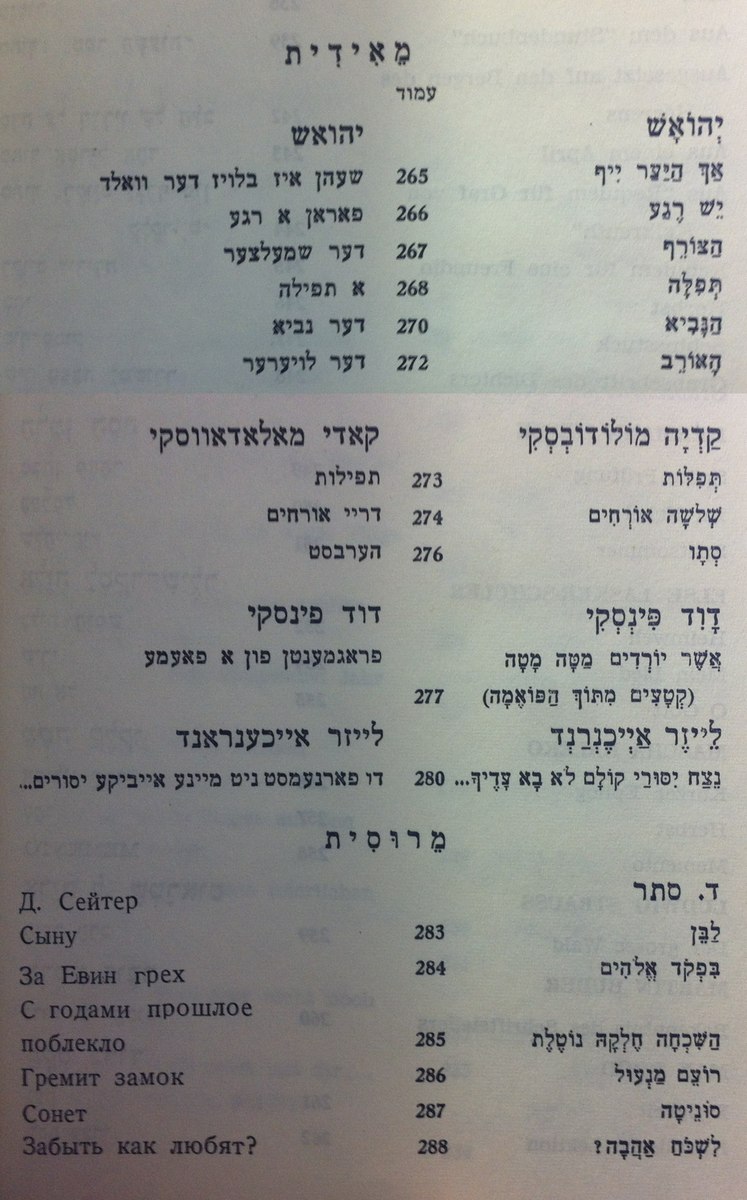 מֵאִידִית
עמוד
יְהוֹאָשׁ יהואש
אַךְ הַיַּעַר יִיף 265 שעהן איז בלויז דער וואלד
יֵשׁ רֶגַע 266 פאראן א רגע
הַצּוֹרֵף 267 דער שמעלצער
תְּפִלָּה 268 א תפילה
הַנָּבִיא 270 דער נביא
הָאוֹרֵב 272 דער לויערער
קַדְיָה מוֹלוֹדוֹבְסְקִי קאדי מאלאדאווסקי
תְּפִלּוֹת 273 תפילות
שְׁלֹשָׁה אוֹרְחִים 274 דריי אורחים
סְתָו 276 הערבסט
דָּוִד פִּינְסְקִי דוד פינסקי
אֲשֶׁר יוֹרְדִים מַטָּה מָטָּה פראגמענטן פון א פאעמע
(קְטָעִים מִתּוֹךְ הַפּוֹאֶמָה) 277
לֵייזֶר אַיְיכֶנְרַנְד לייזר אייכענראנד
נֵצַח יִסּוּרַי קוֹלָם לֹא בָא עָדֶיךָ... 280 דו פארנעמסט ניט מיינע אייביקע יסורים...
מֵרוּסִית
ד. סתר Д. Сейтер
לַבֵּן 283 Сыну
בִּפְקֹד אֱלֹהִים 284 За Евин грех
С годами прошлое
הַשִּׁכְחָה חֶלְקָהּ נוֹטֶלֶת 285 поблекло
רוֹעֵם מַנְעוּל 286 Гремит замок
סוֹנֵיטָה 287 Сонет
לִשְׁכֹּחַ אַהֲבָה? 288 Забыть как любят?